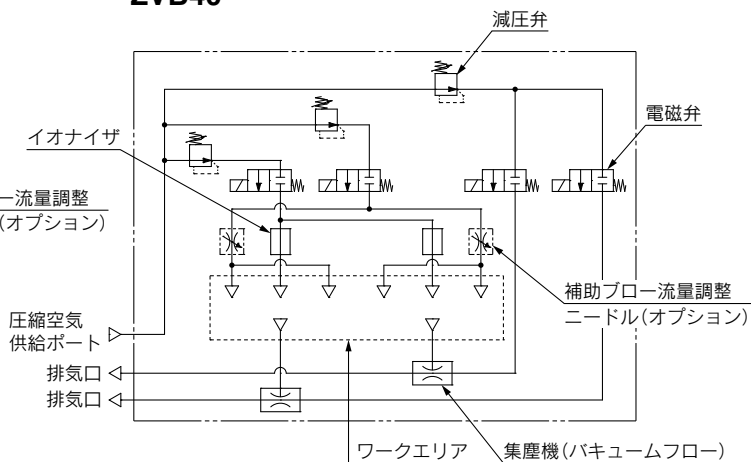 減圧弁
電磁弁
イオナイザ
ー流量調整
(オプション)
補助ブロー流量調整
ニードル(オプション)
圧縮空気
供給ポート
排気口
排気口
ワークエリア
集塵機(バキュームフロー)